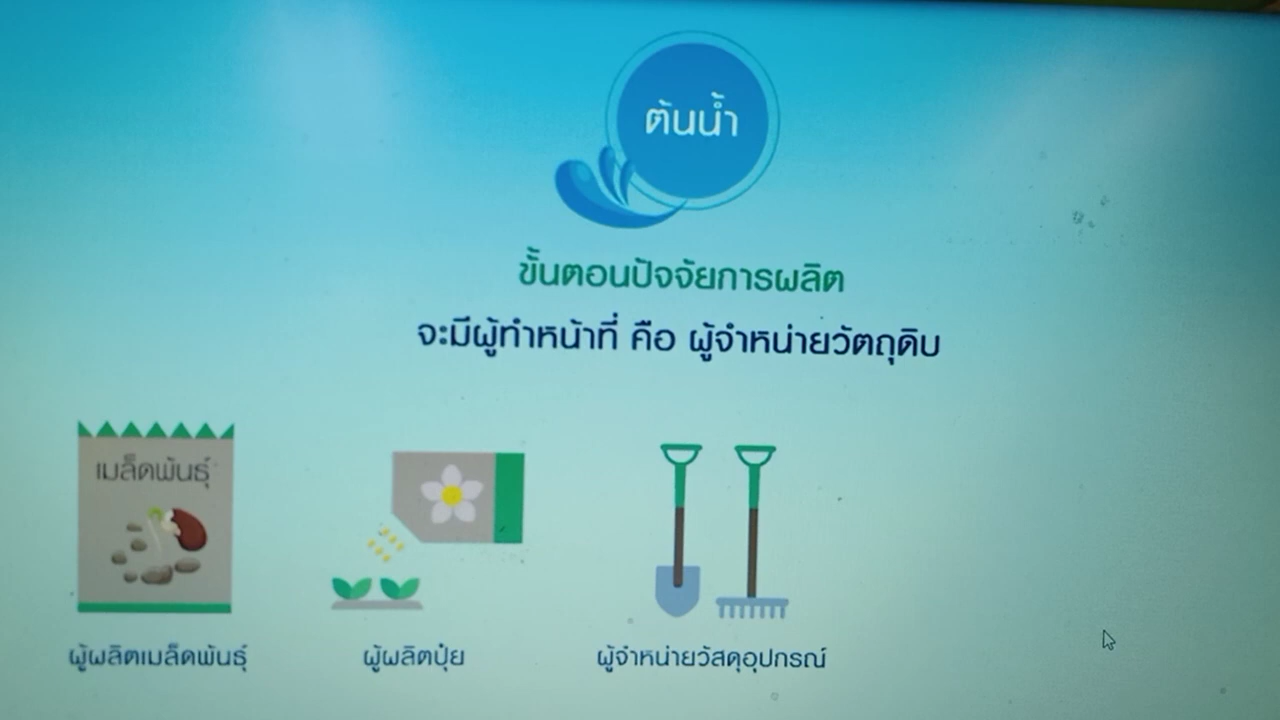 ต้นน้ำ
ขั้นตอนปัจจัยการผลิต
จะมีผู้ทำหน้าที่ คือ ผู้จำหน่ายวัตถุดิบ
เมล็ดพันธุ์
ผู้ผลิตเมล็ดพันธุ์
ผู้ผลิตปุ๋ย
ผู้จำหน่ายวัสดุอุปกรณ์